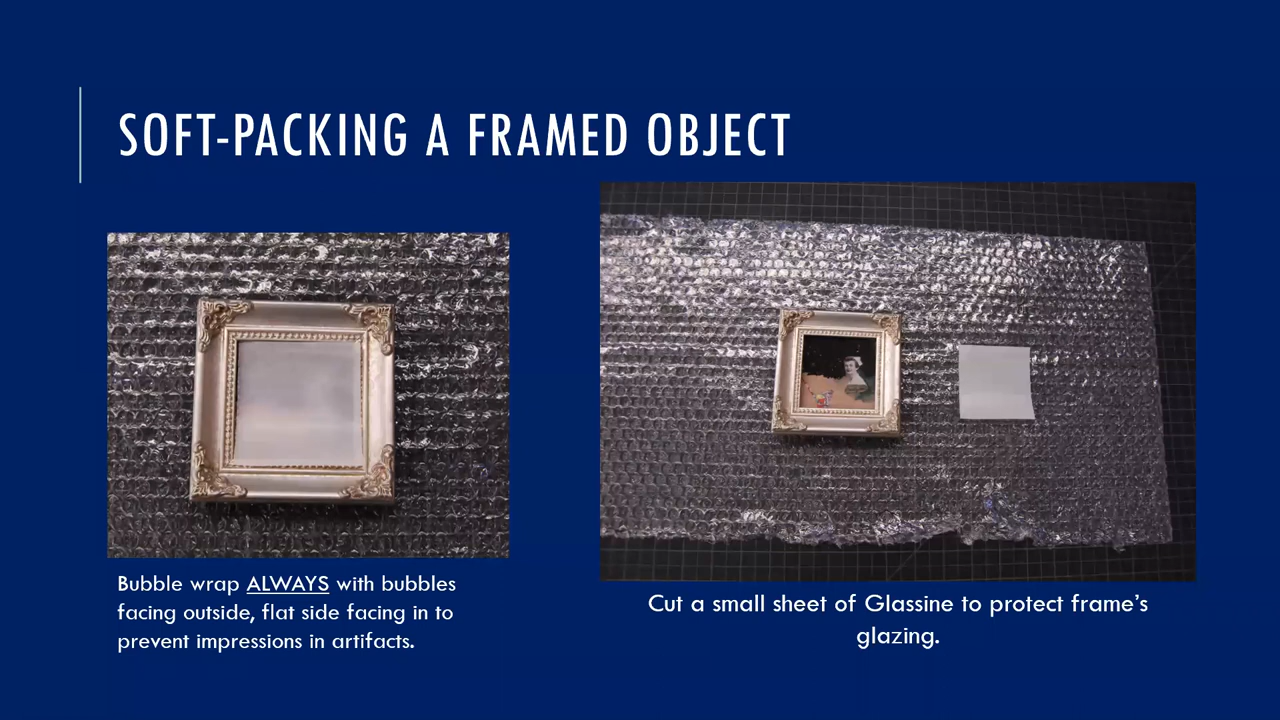 SOFT-PACKING A FRAMED OBJECT
Bubble wrap ALWAYS with bubbles
facing outside, flat side facing in to
prevent impressions in artifacts.
Cut a small sheet of Glassine to protect frame’s
glazing.